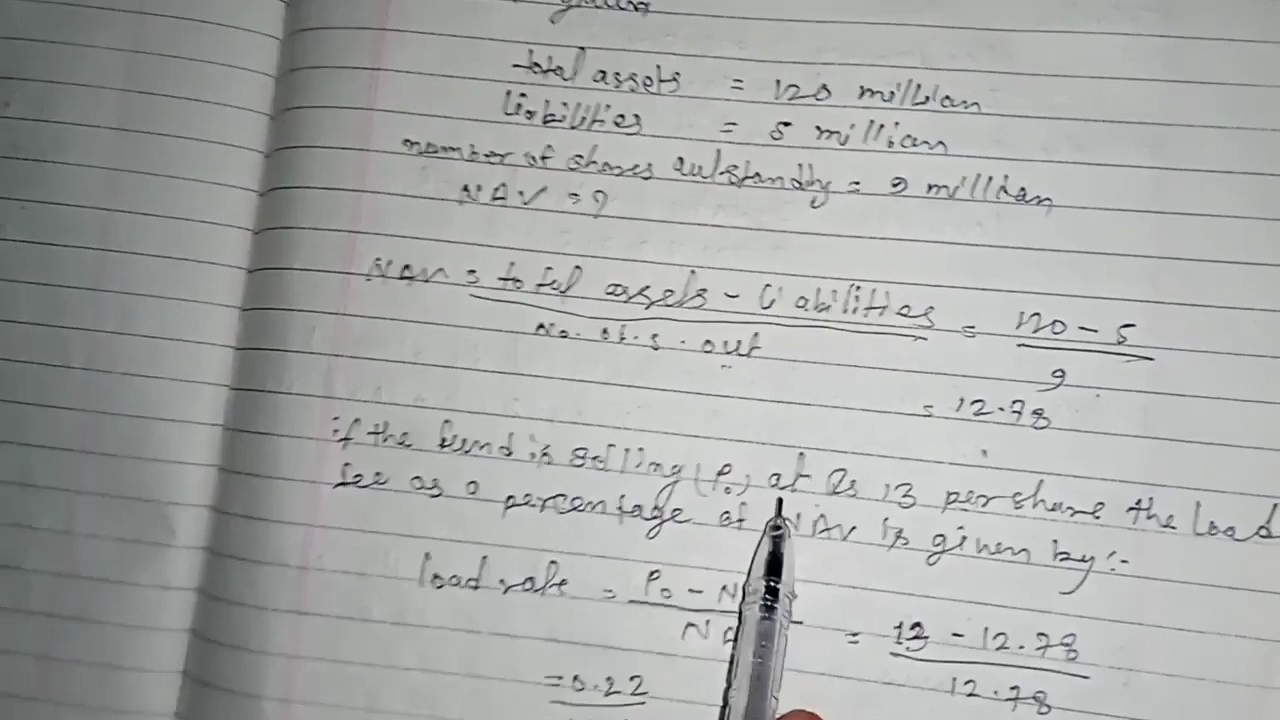 total assets = 120 million
liabilities = 5 million
number of shares outstandby = 9 million
NAV = ?
NAV = total assets - liabilities = 120 - 5
No. of. s. out 9
= 12.78
if the fund is selling (P₀) at Rs 13 per share the load
fee as a percentage of NAV is given by:-
load rate = P₀ - N
NA = 13 - 12.78
12.78
= 0.22